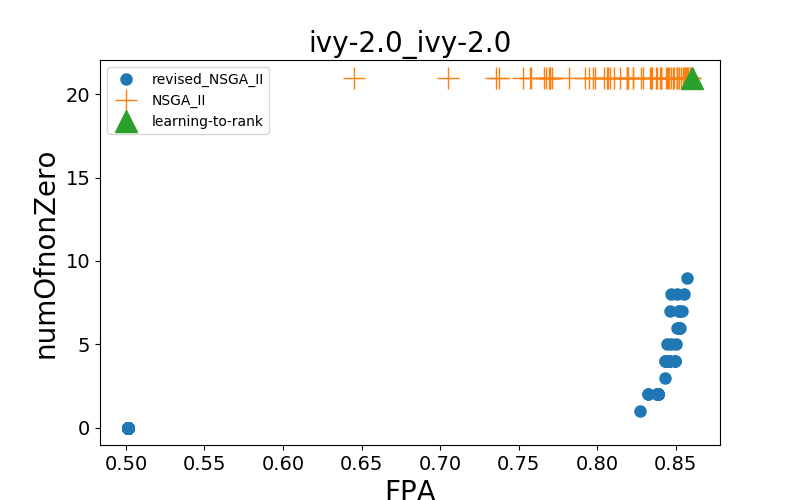 ivy-2.0_ivy-2.0
revised_NSGA_II
NSGA_II
learning-to-rank
numOfnonZero
20
15
10
5
0
0.50 0.55 0.60 0.65 0.70 0.75 0.80 0.85
FPA